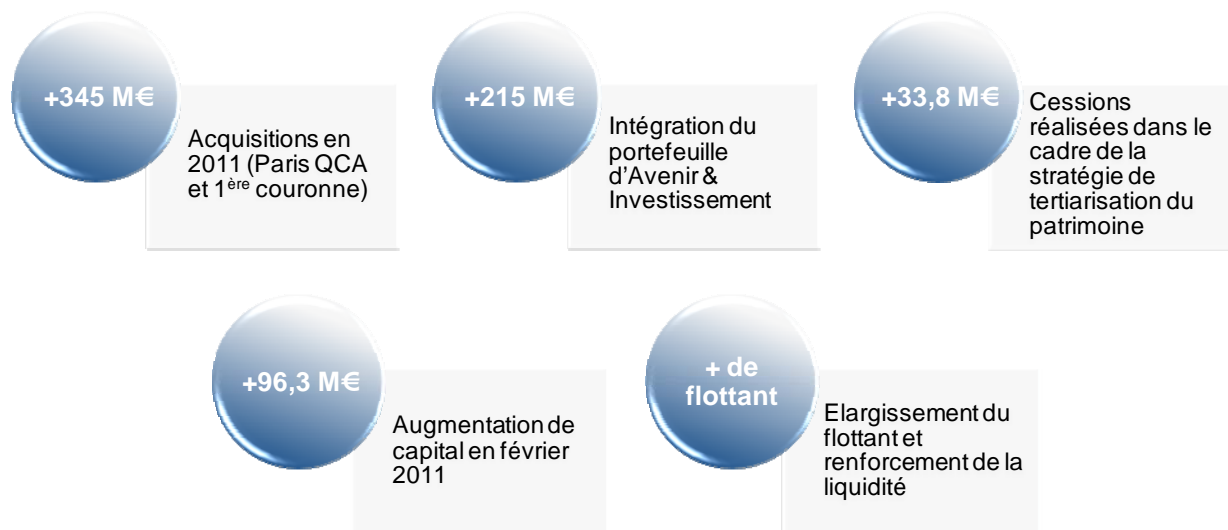 +345 M€
Acquisitions en
2011 (Paris QCA
et 1ère couronne)
+215 M€
Intégration du
portefeuille
d’Avenir &
Investissement
+33,8 M€
Cessions
réalisées dans le
cadre de la
stratégie de
tertiarisation du
patrimoine
+96,3 M€
Augmentation de
capital en février
2011
+ de
flottant
Elargissement du
flottant et
renforcement de la
liquidité